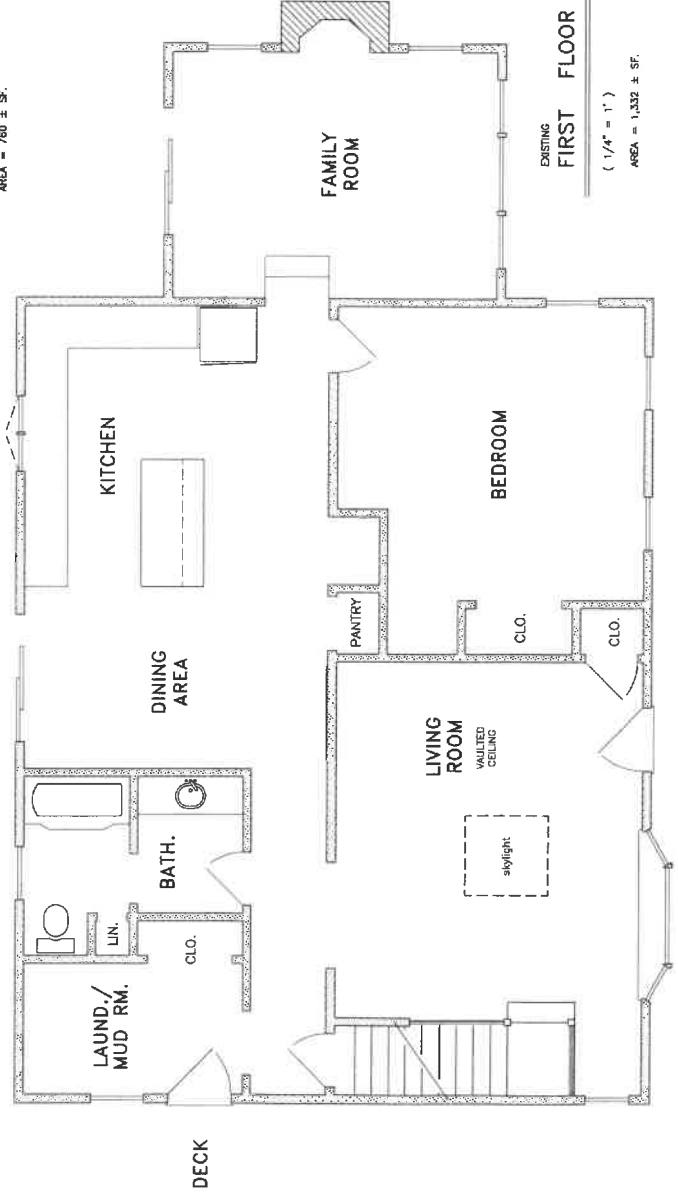 AREA = 760 ± SF.
FAMILY
ROOM
EXISTING
FIRST FLOOR
( 1/4" = 1' )
AREA = 1,332 ± SF.
KITCHEN
BEDROOM
DINING
AREA
PANTRY
CLO.
CLO.
LIVING
ROOM
VAULTED
CEILING
skylight
BATH.
LIN.
CLO.
LAUND./
MUD RM.
DECK